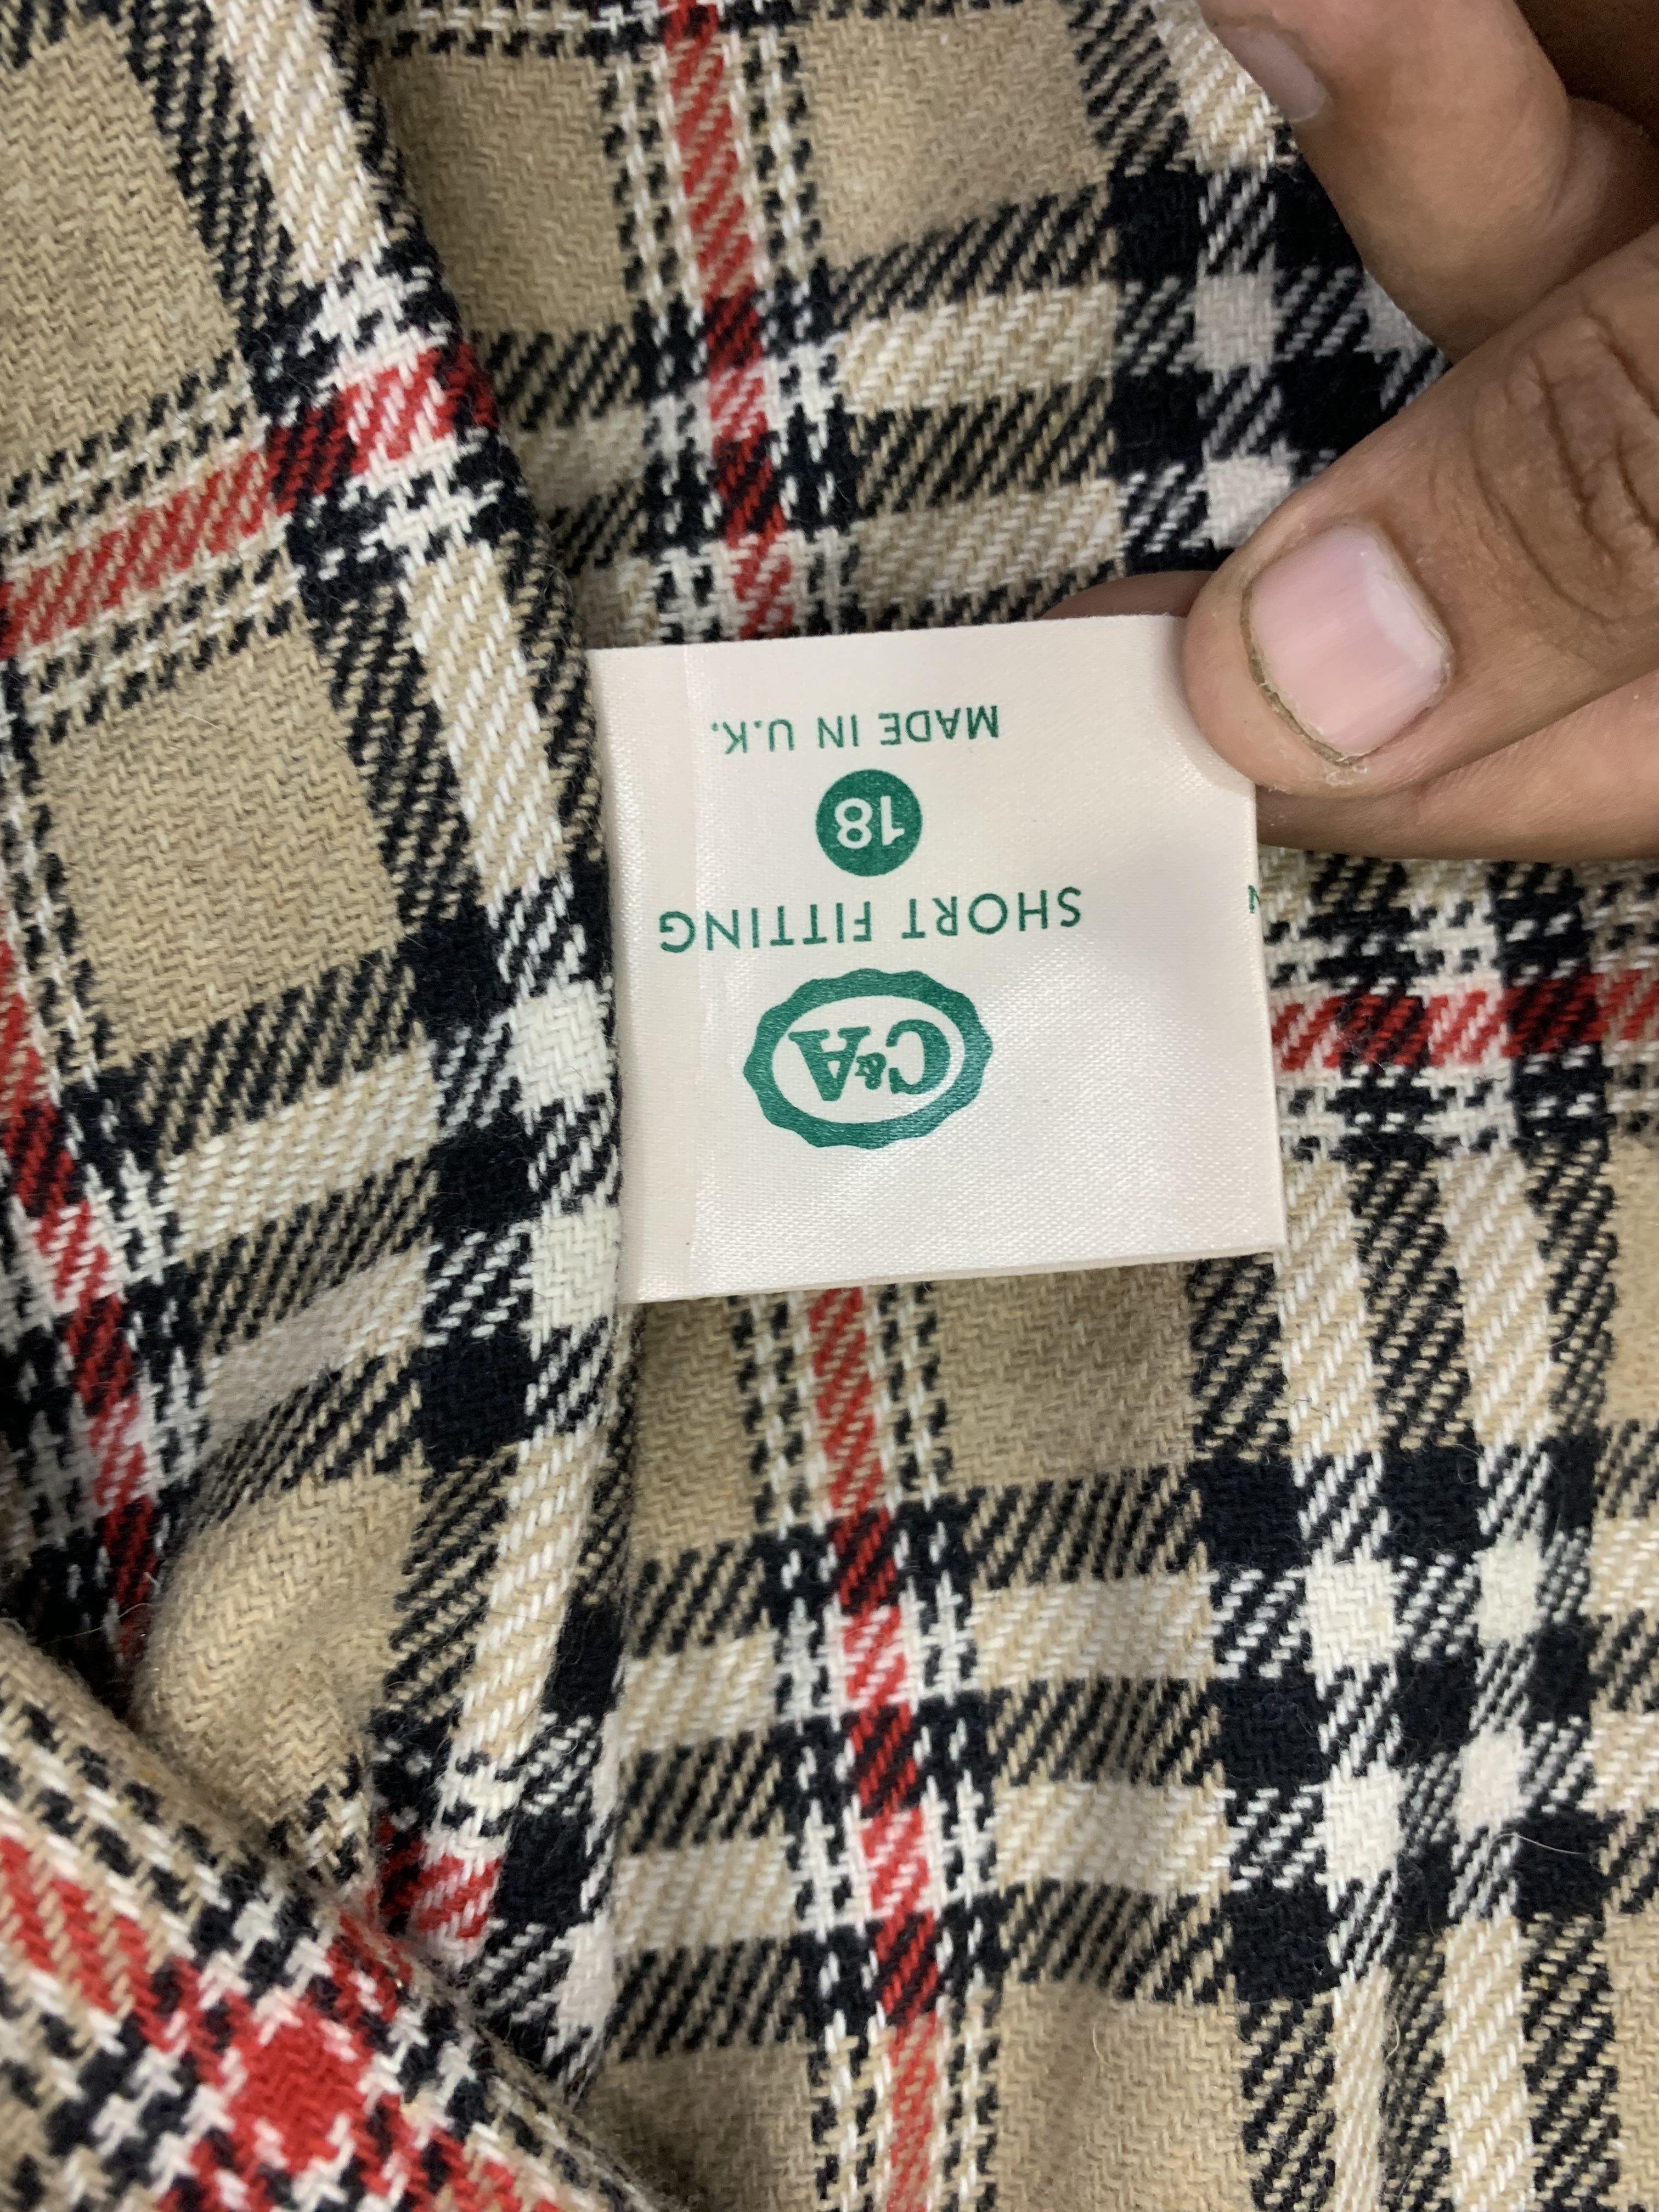 C&A
SHORT FITTING
18
MADE IN U.K.